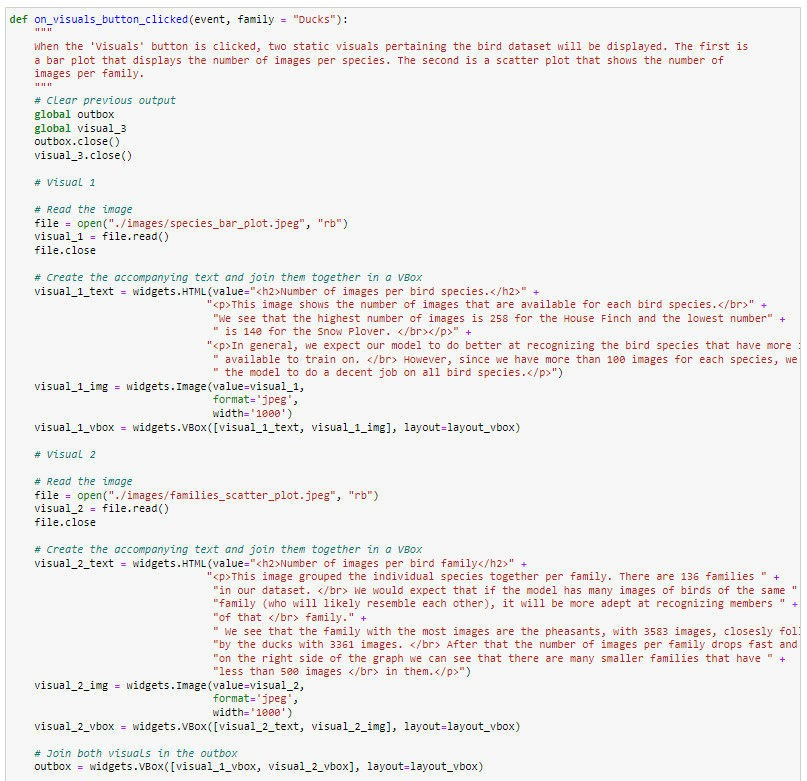 def on_visuals_button_clicked(event, family = "Ducks"):
"""
When the 'Visuals' button is clicked, two static visuals pertaining the bird dataset will be displayed. The first is
a bar plot that displays the number of images per species. The second is a scatter plot that shows the number of
images per family.
"""
# Clear previous output
global outbox
global visual_3
outbox.close()
visual_3.close()
# Visual 1
# Read the image
file = open("./images/species_bar_plot.jpeg", "rb")
visual_1 = file.read()
file.close
# Create the accompanying text and join them together in a VBox
visual_1_text = widgets.HTML(value="<h2>Number of images per bird species.</h2>" +
"<p>This image shows the number of images that are available for each bird species.</br>" +
"We see that the highest number of images is 258 for the House Finch and the lowest number" +
" is 140 for the Snow Plover. </br></p>" +
"<p>In general, we expect our model to do better at recognizing the bird species that have more
" available to train on. </br> However, since we have more than 100 images for each species, we
" the model to do a decent job on all bird species.</p>")
visual_1_img = widgets.Image(value=visual_1,
format='jpeg',
width='1000')
visual_1_vbox = widgets.VBox([visual_1_text, visual_1_img], layout=layout_vbox)
# Visual 2
# Read the image
file = open("./images/families_scatter_plot.jpeg", "rb")
visual_2 = file.read()
file.close
# Create the accompanying text and join them together in a VBox
visual_2_text = widgets.HTML(value="<h2>Number of images per bird family</h2>" +
"<p>This image grouped the individual species together per family. There are 136 families " +
"in our dataset. </br> We would expect that if the model has many images of birds of the same "
"family (who will likely resemble each other), it will be more adept at recognizing members " +
"of that </br> family." +
" We see that the family with the most images are the pheasants, with 3583 images, closesly fol
"by the ducks with 3361 images. </br> After that the number of images per family drops fast and
"on the right side of the graph we can see that there are many smaller families that have " +
"less than 500 images </br> in them.</p>")
visual_2_img = widgets.Image(value=visual_2,
format='jpeg',
width='1000')
visual_2_vbox = widgets.VBox([visual_2_text, visual_2_img], layout=layout_vbox)
# Join both visuals in the outbox
outbox = widgets.VBox([visual_1_vbox, visual_2_vbox], layout=layout_vbox)